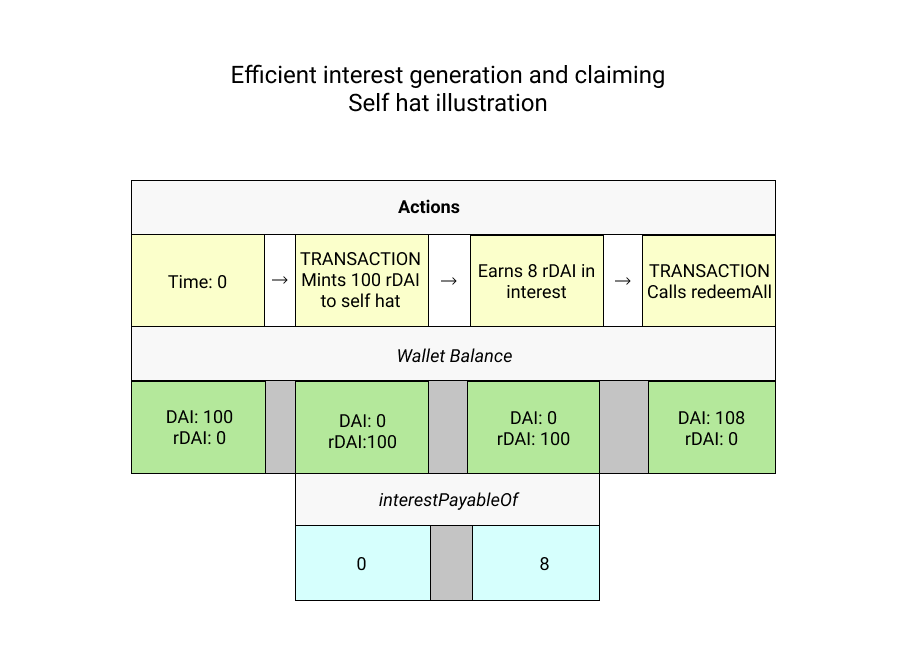 Efficient interest generation and claiming
Self hat illustration
Actions
Time: 0
→
TRANSACTION
Mints 100 rDAI
to self hat
→
Earns 8 rDAI in
interest
→
TRANSACTION
Calls redeemAll
Wallet Balance
DAI: 100
rDAI: 0
DAI: 0
rDAI:100
DAI: 0
rDAI: 100
DAI: 108
rDAI: 0
interestPayableOf
0
8